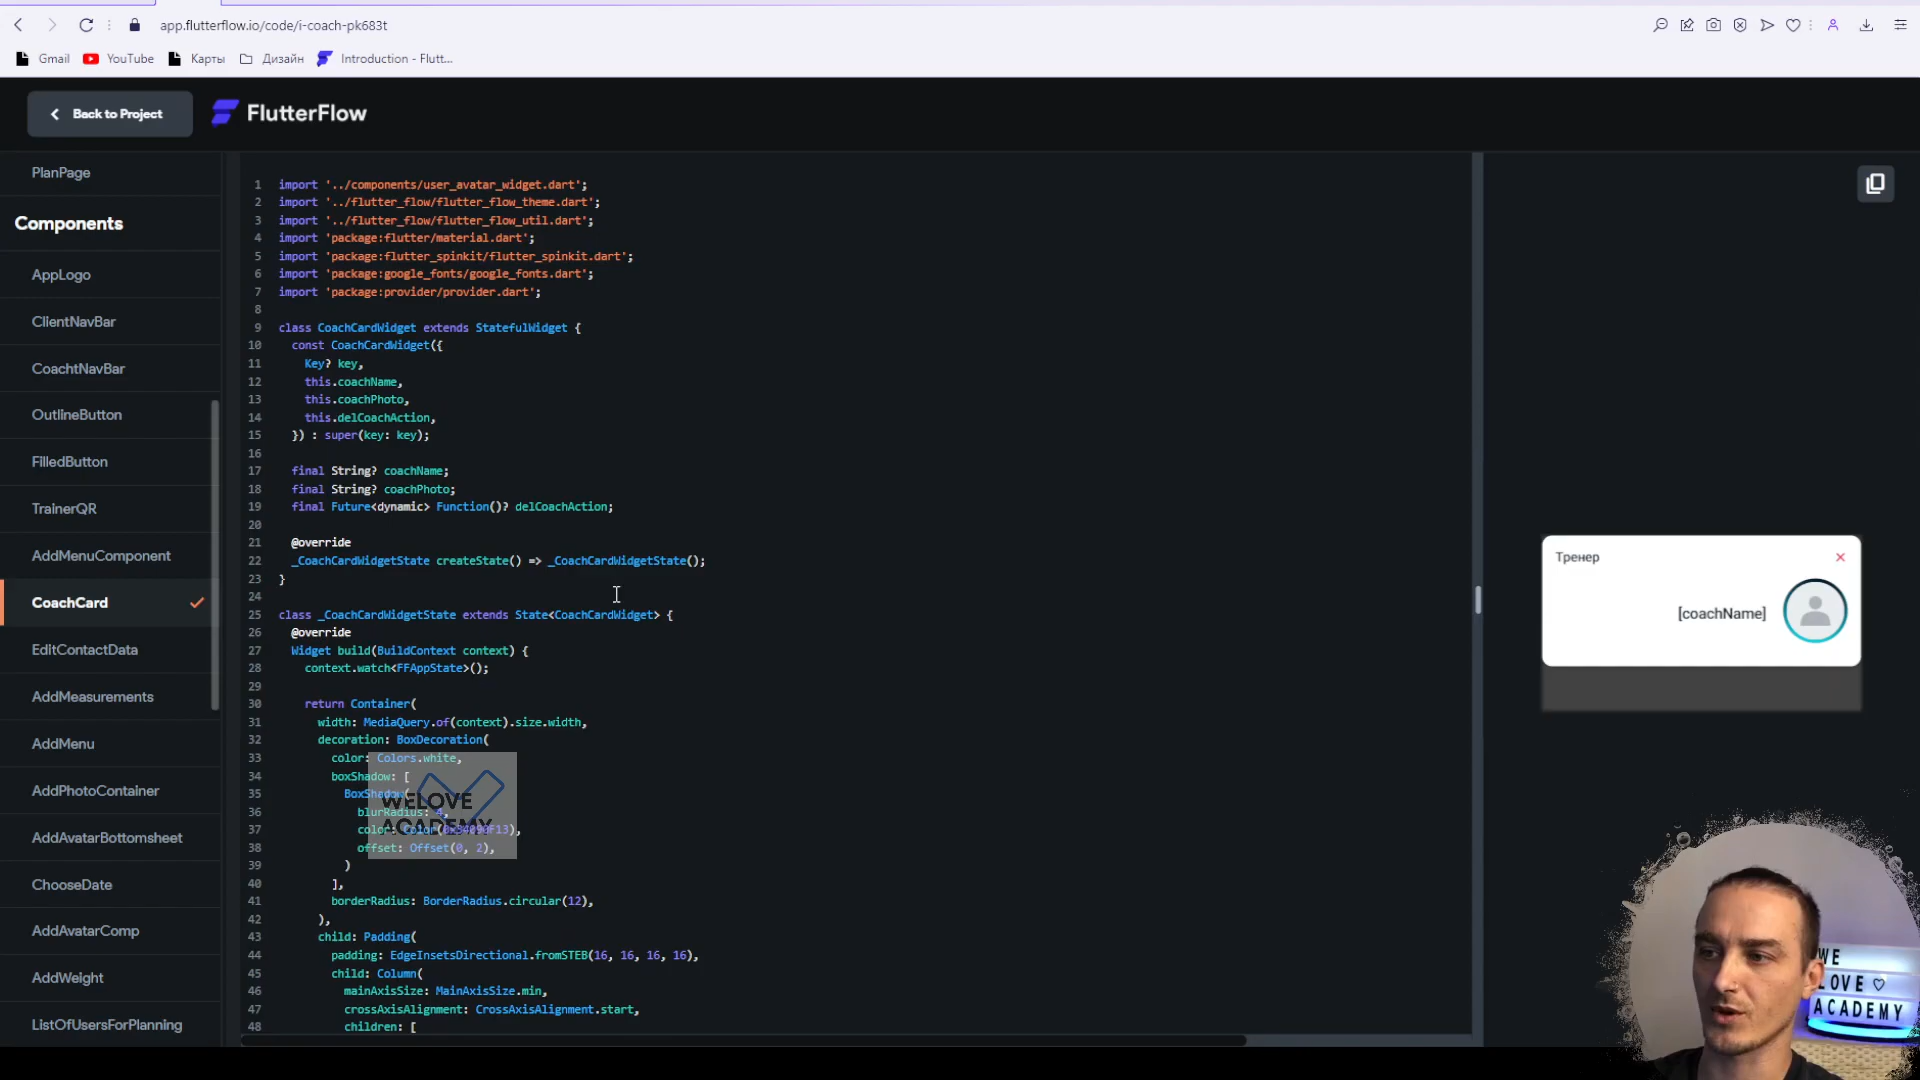 app.flutterflow.io/code/i-coach-pk683t
Gmail
YouTube
Карты
Дизайн
Introduction - Flutt...
Back to Project
FlutterFlow
PlanPage
Components
AppLogo
ClientNavBar
CoachtNavBar
OutlineButton
FilledButton
TrainerQR
AddMenuComponent
CoachCard
EditContactData
AddMeasurements
AddMenu
AddPhotoContainer
AddAvatarBottomsheet
ChooseDate
AddAvatarComp
AddWeight
ListOfUsersForPlanning
1 import '../components/user_avatar_widget.dart';
2 import '../flutter_flow/flutter_flow_theme.dart';
3 import '../flutter_flow/flutter_flow_util.dart';
4 import 'package:flutter/material.dart';
5 import 'package:flutter_spinkit/flutter_spinkit.dart';
6 import 'package:google_fonts/google_fonts.dart';
7 import 'package:provider/provider.dart';
8
9 class CoachCardWidget extends StatefulWidget {
10 const CoachCardWidget({
11 Key? key,
12 this.coachName,
13 this.coachPhoto,
14 this.delCoachAction,
15 }) : super(key: key);
16
17 final String? coachName;
18 final String? coachPhoto;
19 final Future<dynamic> Function()? delCoachAction;
20
21 @override
22 _CoachCardWidgetState createState() => _CoachCardWidgetState();
23 }
24
25 class _CoachCardWidgetState extends State<CoachCardWidget> {
26 @override
27 Widget build(BuildContext context) {
28 context.watch<FFAppState>();
29
30 return Container(
31 width: MediaQuery.of(context).size.width,
32 decoration: BoxDecoration(
33 color: Colors.white,
34 boxShadow: [
35 BoxShadow(
36 blurRadius: 4,
37 color: Color(0x34090F13),
38 offset: Offset(0, 2),
39 )
40 ],
41 borderRadius: BorderRadius.circular(12),
42 ),
43 child: Padding(
44 padding: EdgeInsetsDirectional.fromSTEB(16, 16, 16, 16),
45 child: Column(
46 mainAxisSize: MainAxisSize.min,
47 crossAxisAlignment: CrossAxisAlignment.start,
48 children: [
WELOVE
ACADEMY
Тренер
[coachName]
WE
LOVE ♡
ACADEMY